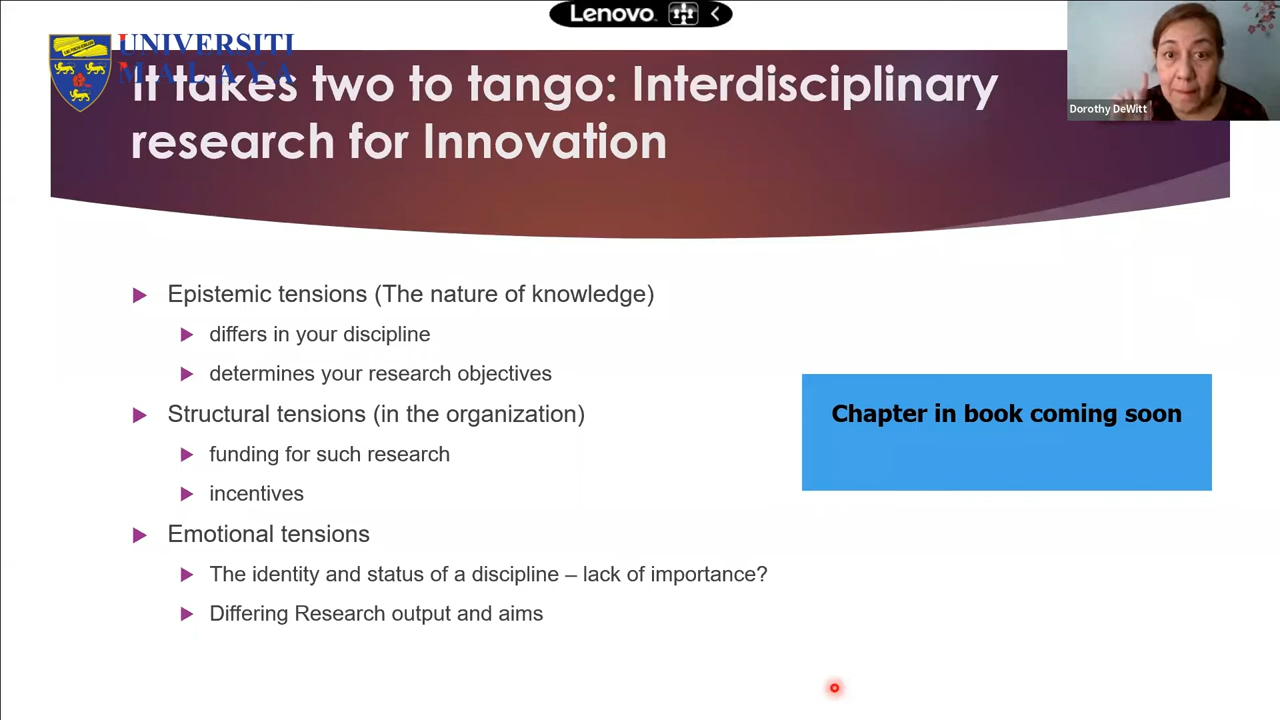 Lenovo
UNIVERSITI
MALAYA
It takes two to tango: Interdisciplinary
research for Innovation
Dorothy DeWitt
Epistemic tensions (The nature of knowledge)
differs in your discipline
determines your research objectives
Structural tensions (in the organization)
funding for such research
incentives
Emotional tensions
The identity and status of a discipline – lack of importance?
Differing Research output and aims
Chapter in book coming soon